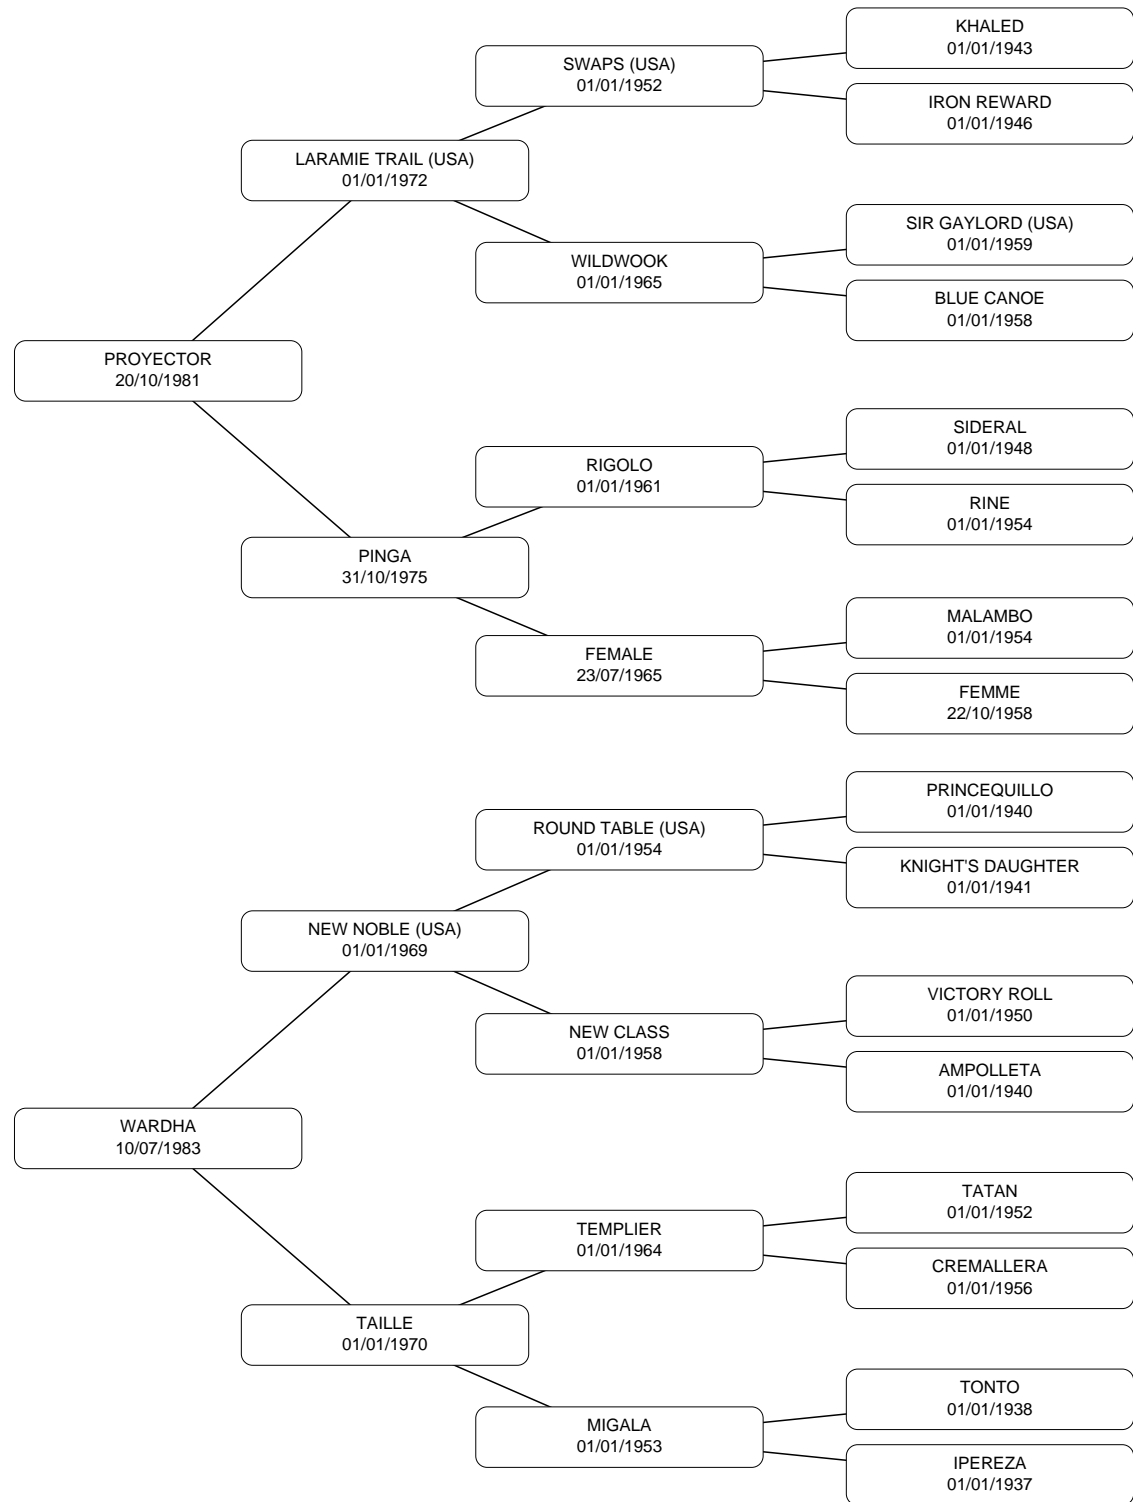 KHALED
01/01/1943
SWAPS (USA)
01/01/1952
IRON REWARD
01/01/1946
LARAMIE TRAIL (USA)
01/01/1972
SIR GAYLORD (USA)
01/01/1959
WILDWOOK
01/01/1965
BLUE CANOE
01/01/1958
PROYECTOR
20/10/1981
SIDERAL
01/01/1948
RIGOLO
01/01/1961
RINE
01/01/1954
PINGA
31/10/1975
MALAMBO
01/01/1954
FEMALE
23/07/1965
FEMME
22/10/1958
PRINCEQUILLO
01/01/1940
ROUND TABLE (USA)
01/01/1954
KNIGHT'S DAUGHTER
01/01/1941
NEW NOBLE (USA)
01/01/1969
VICTORY ROLL
01/01/1950
NEW CLASS
01/01/1958
AMPOLLETA
01/01/1940
WARDHA
10/07/1983
TATAN
01/01/1952
TEMPLIER
01/01/1964
CREMALLERA
01/01/1956
TAILLE
01/01/1970
TONTO
01/01/1938
MIGALA
01/01/1953
IPEREZA
01/01/1937